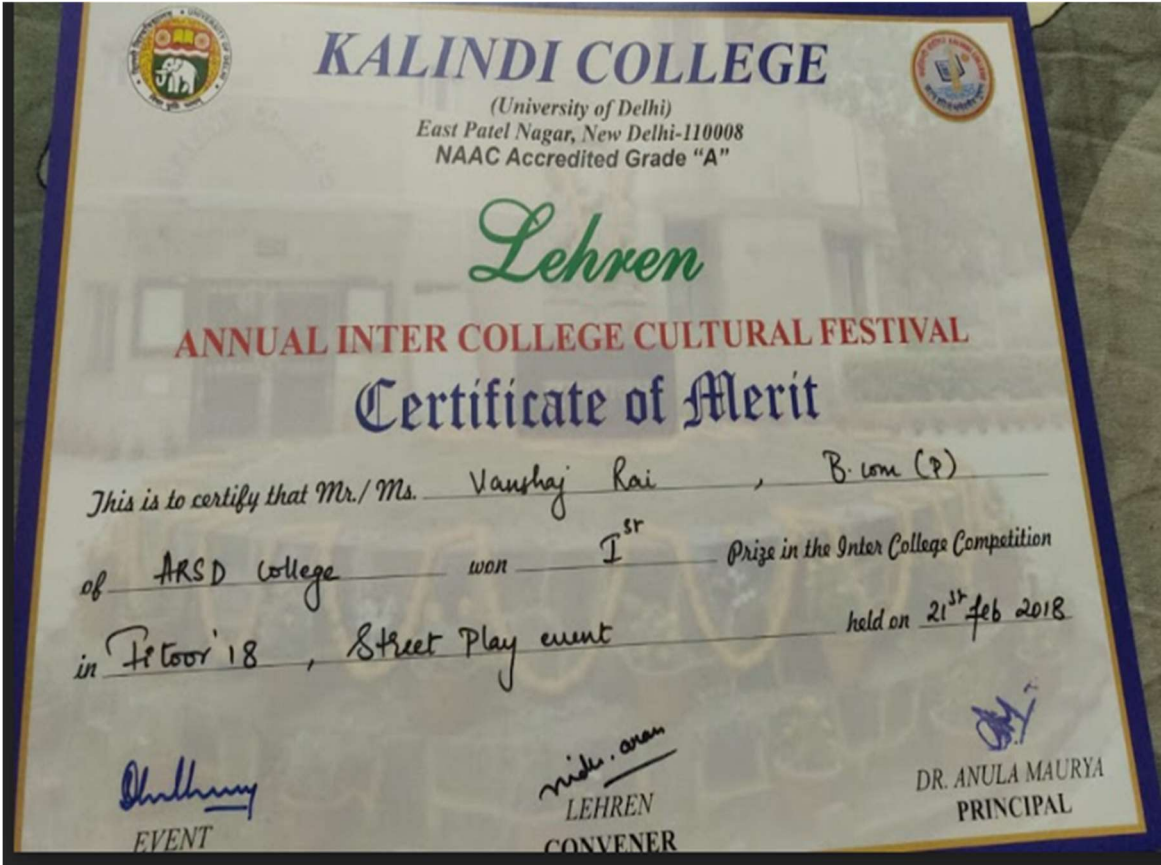 KALINDI COLLEGE
(University of Delhi)
East Patel Nagar, New Delhi-110008
NAAC Accredited Grade “A”
Lehren
ANNUAL INTER COLLEGE CULTURAL FESTIVAL
Certificate of Merit
This is to certify that Mr./ Ms. Vanshaj Rai , B.com (P)
of ARSD College won Ist Prize in the Inter College Competition
in Fitoor'18 , Street Play event held on 21st feb 2018
DR. ANULA MAURYA
PRINCIPAL
LEHREN
CONVENER
EVENT